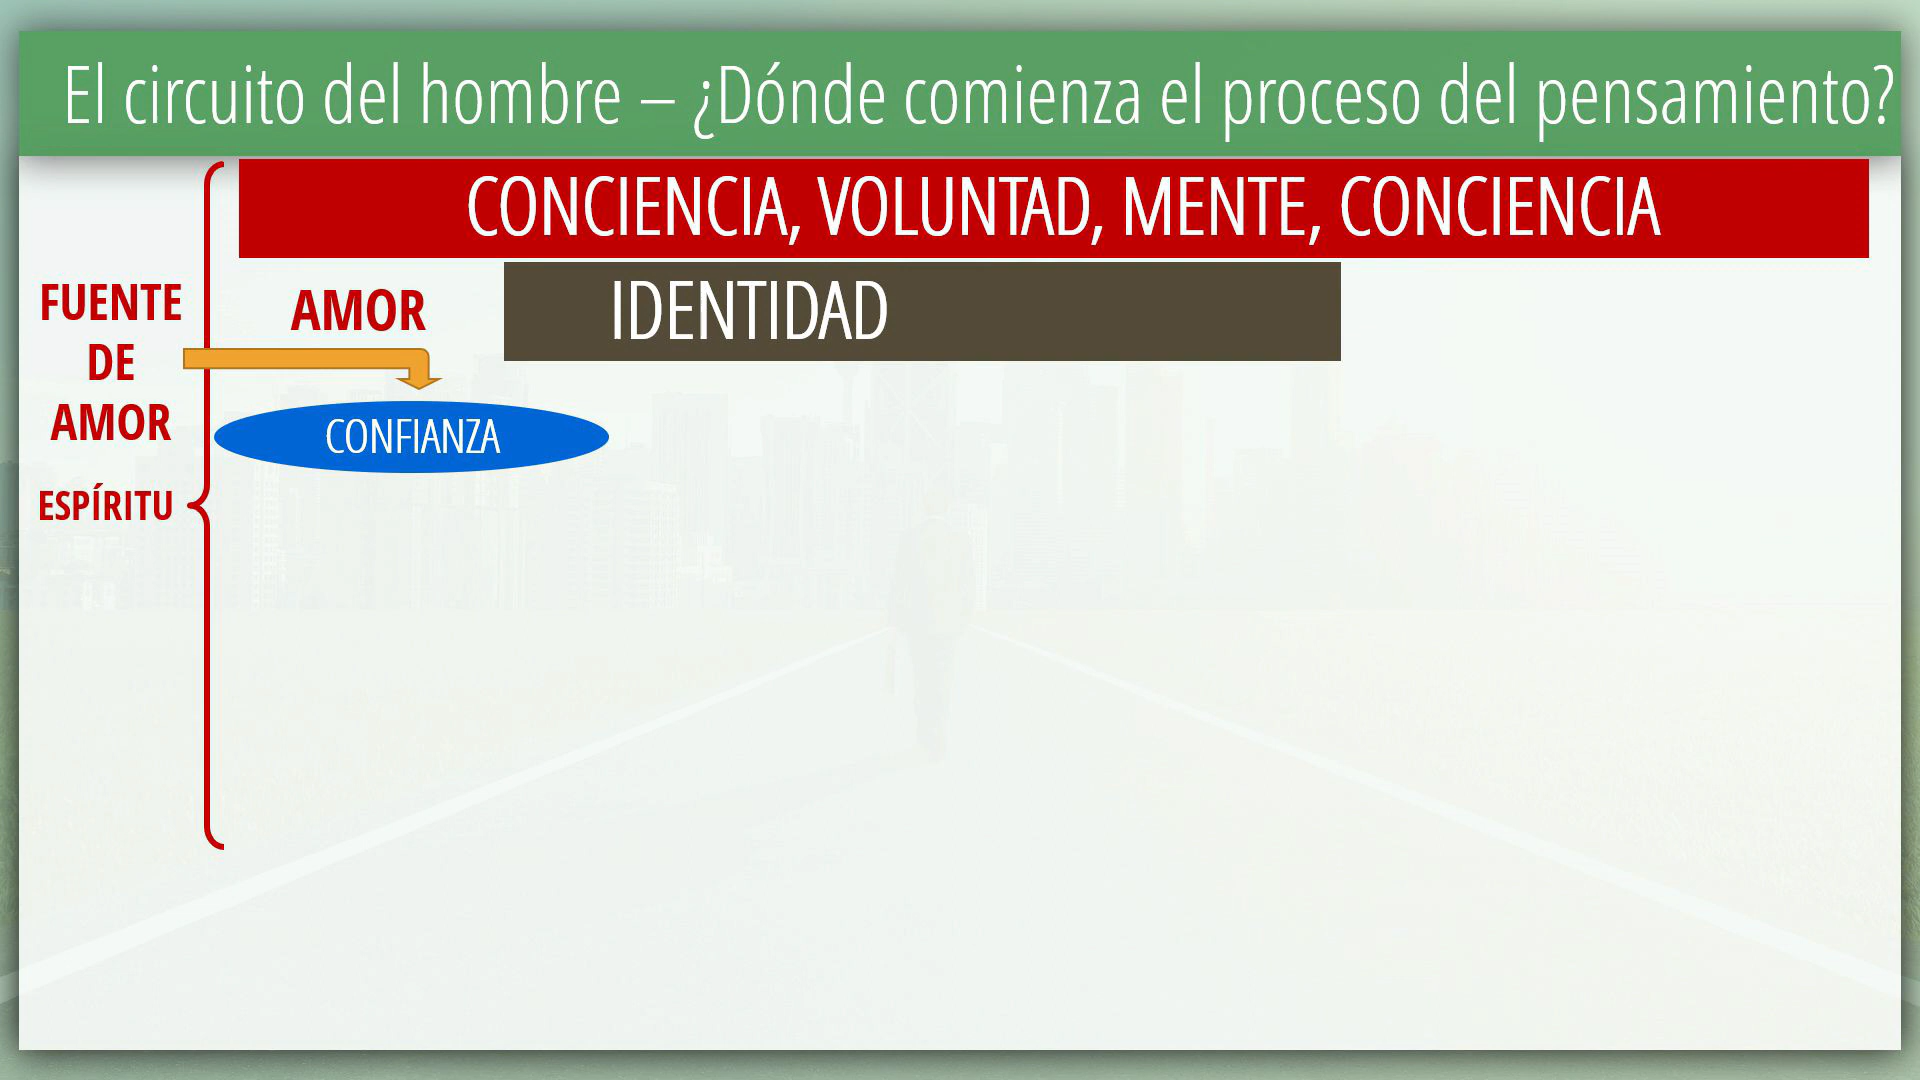 El circuito del hombre – ¿Dónde comienza el proceso del pensamiento?
CONCIENCIA, VOLUNTAD, MENTE, CONCIENCIA
IDENTIDAD
FUENTE
DE
AMOR
AMOR
CONFIANZA
ESPÍRITU